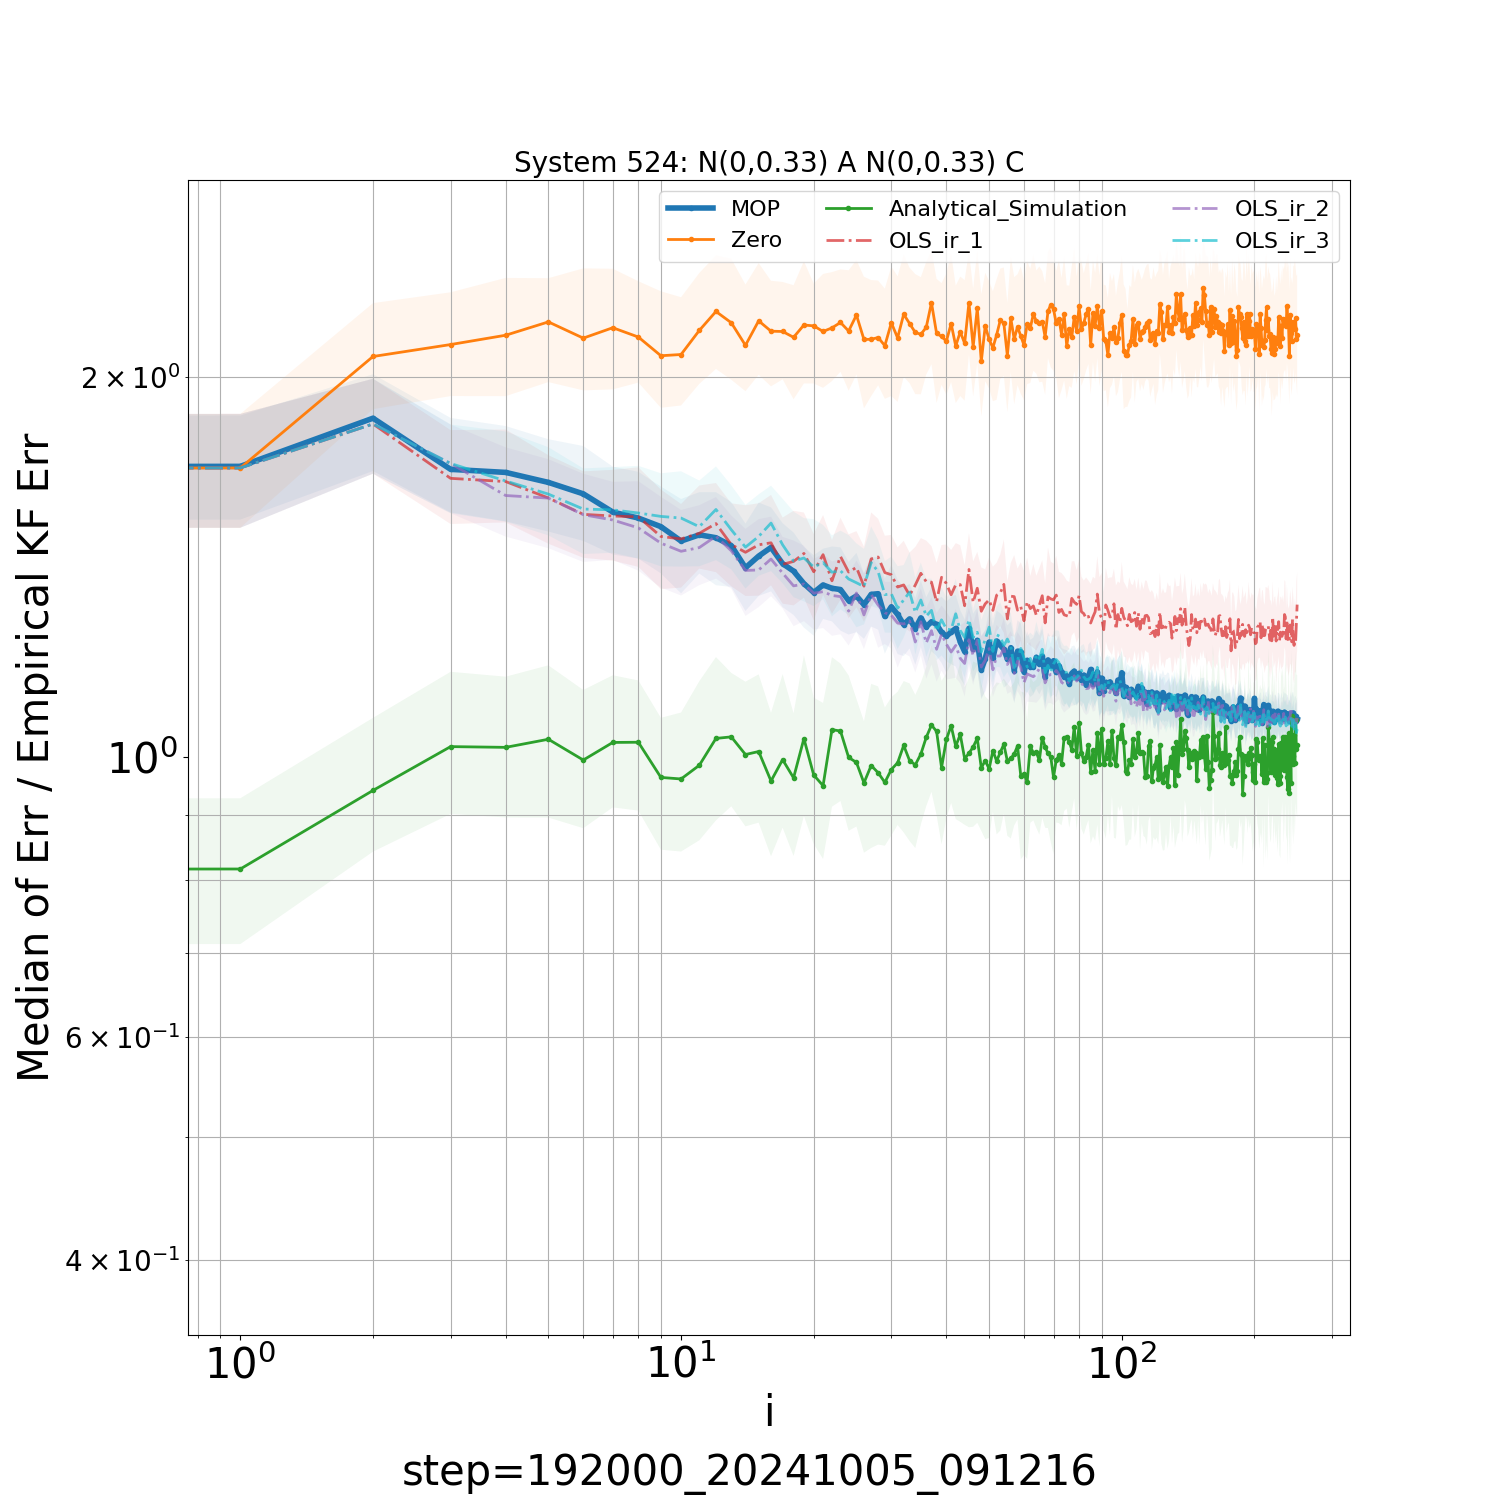 System 524: N(0,0.33) A N(0,0.33) C
MOP
Zero
Analytical_Simulation
OLS_ir_1
OLS_ir_2
OLS_ir_3
Median of Err / Empirical KF Err
2 × 10⁰
10⁰
6 × 10⁻¹
4 × 10⁻¹
10⁰ 10¹ 10²
i
step=192000_20241005_091216